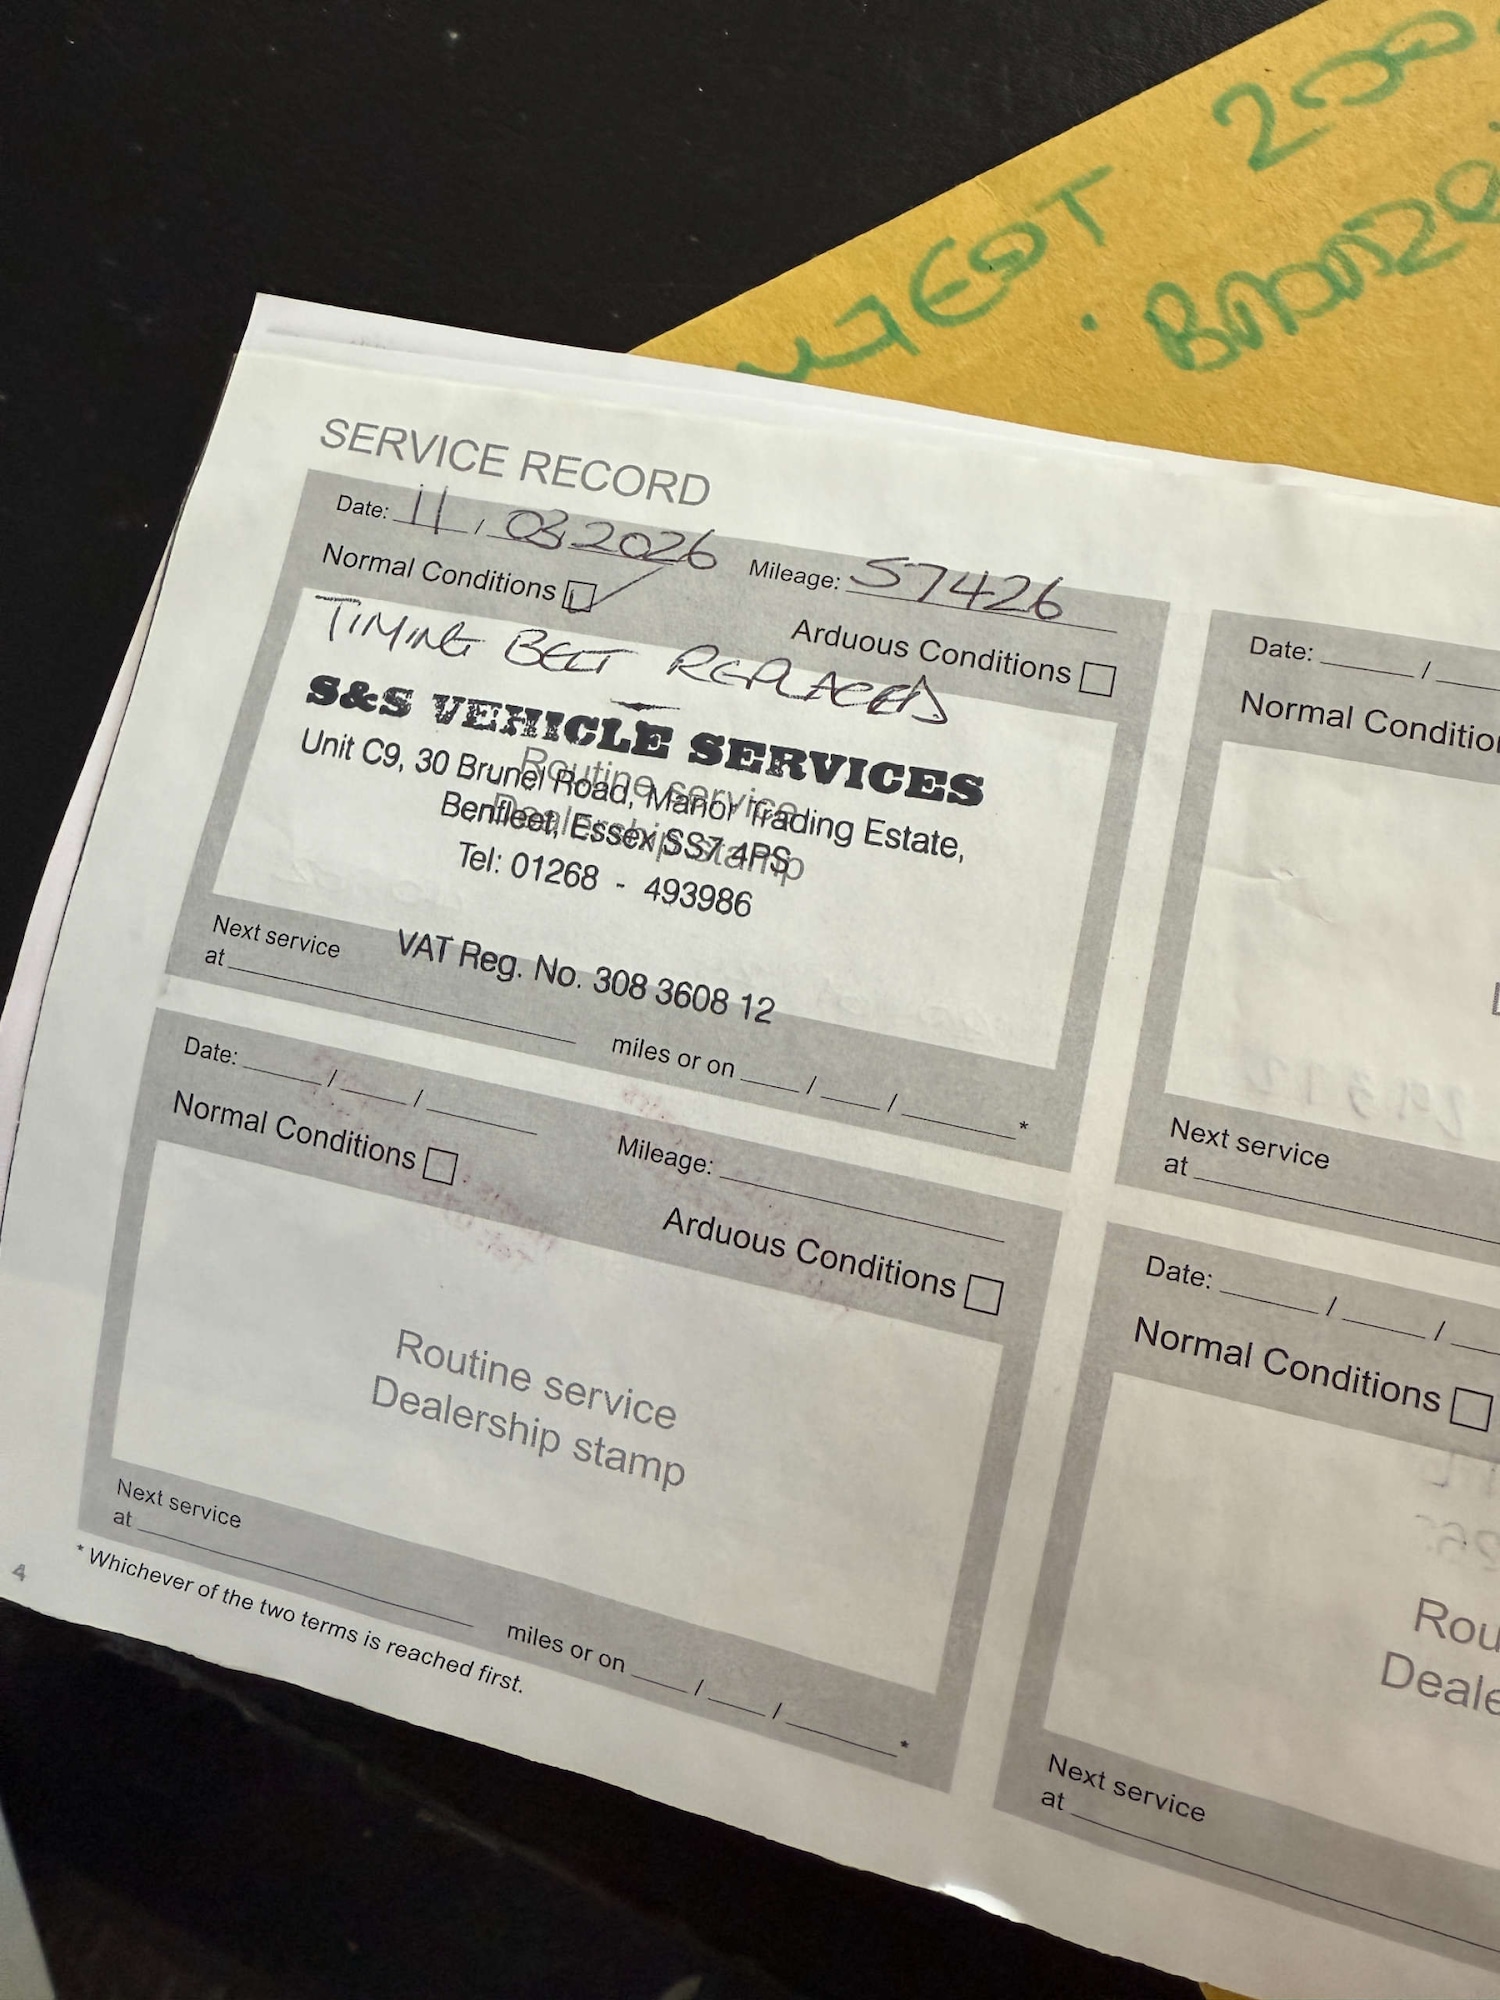 SERVICE RECORD
Date: 11 / 03 2026 Mileage: 57426
Normal Conditions
Arduous Conditions
TIMING BELT REPLACED
S&S VEHICLE SERVICES
Unit C9, 30 Brunel Road, Manor Trading Estate,
Benfleet, Essex SS7 4PS
Tel: 01268 - 493986
Routine service
Dealership stamp
VAT Reg. No. 308 3608 12
Next service
at
miles or on / / *
Date: / /
Mileage:
Normal Conditions
Arduous Conditions
Routine service
Dealership stamp
Next service
at
miles or on / / *
* Whichever of the two terms is reached first.
4
Date: /
Normal
Next service
at
Date: / /
Normal Conditions
Next service
at